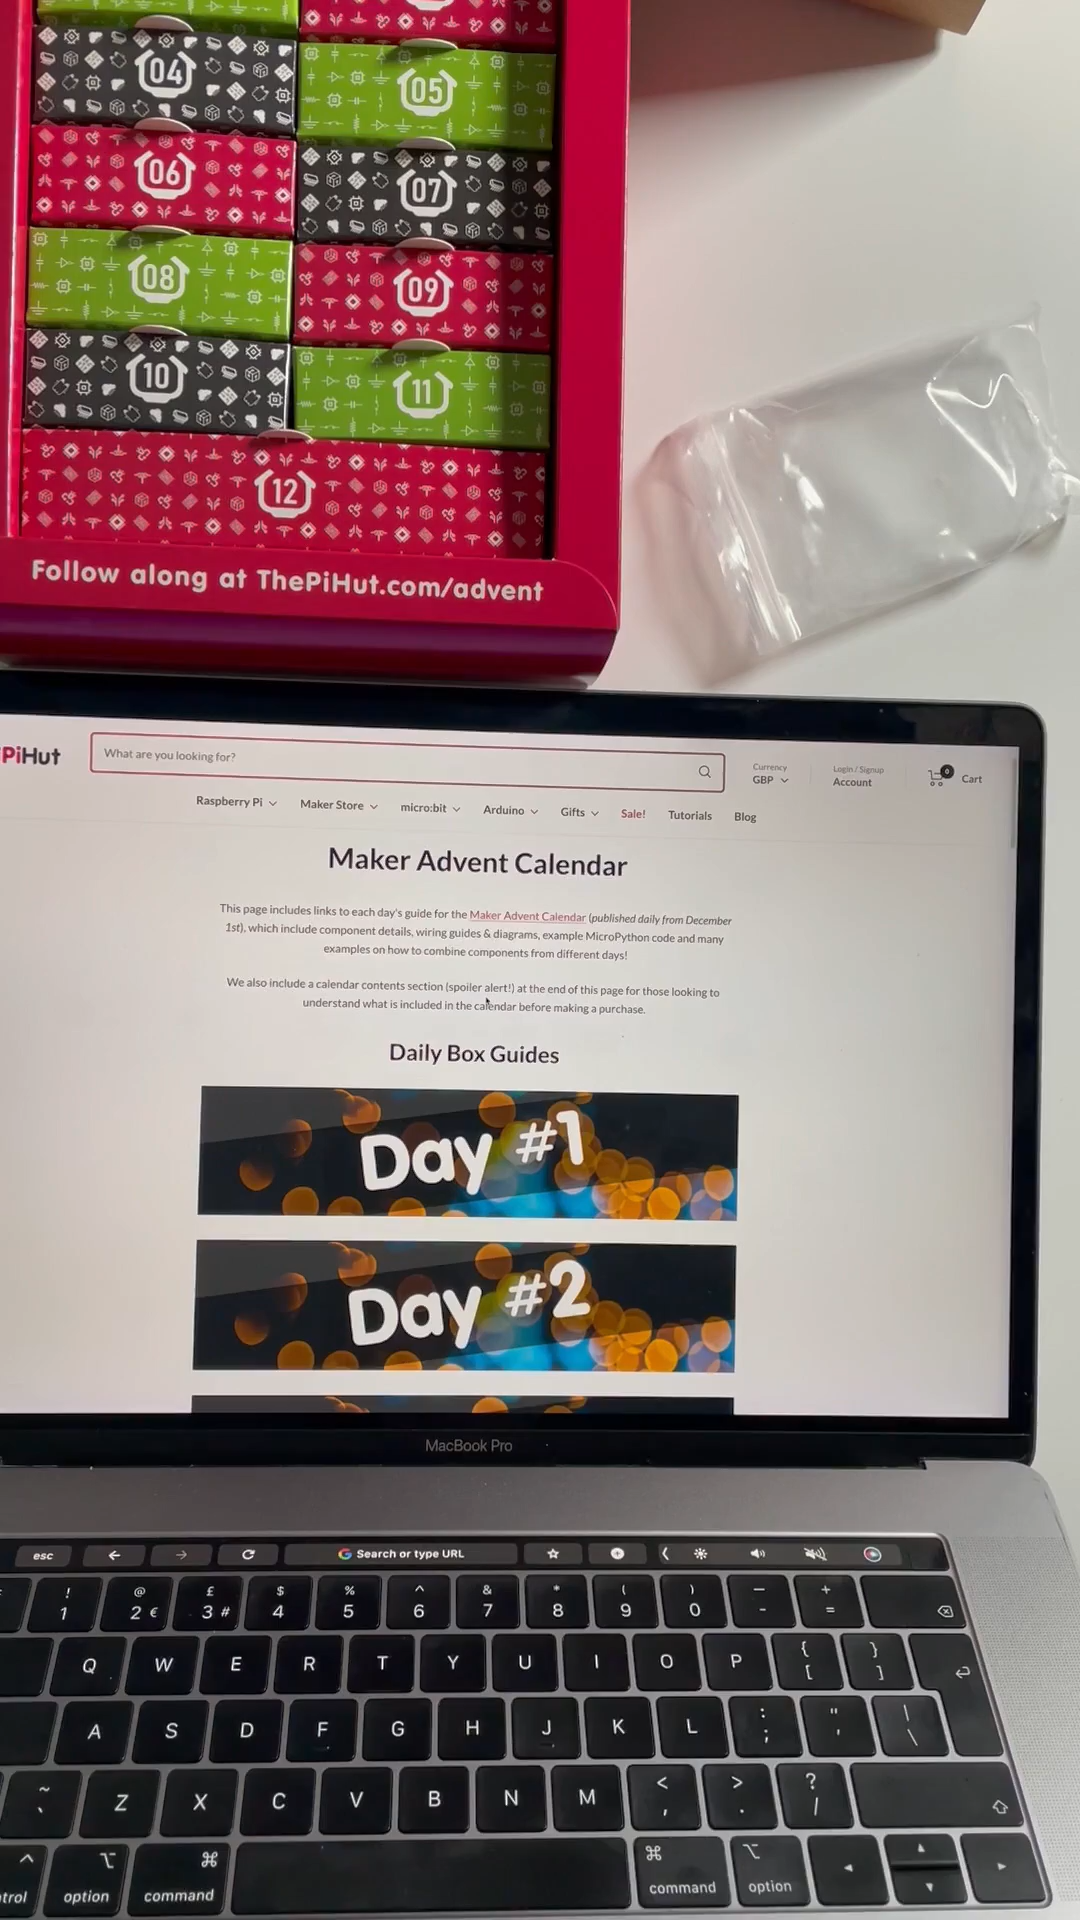 04
05
06
07
08
09
10
11
12
Follow along at ThePiHut.com/advent
PiHut
What are you looking for?
Currency
GBP
Login / Signup
Account
0
Cart
Raspberry Pi
Maker Store
micro:bit
Arduino
Gifts
Sale!
Tutorials
Blog
Maker Advent Calendar
This page includes links to each day's guide for the Maker Advent Calendar (published daily from December
1st), which include component details, wiring guides & diagrams, example MicroPython code and many
examples on how to combine components from different days!
We also include a calendar contents section (spoiler alert!) at the end of this page for those looking to
understand what is included in the calendar before making a purchase.
Daily Box Guides
Day #1
Day #2
MacBook Pro
esc
Search or type URL
! @ £ $ % ^ & * ( ) — +
1 2 € 3 # 4 5 6 7 8 9 0 - =
Q W E R T Y U I O P { [ } ]
A S D F G H J K L : ; " ' | \
~ ` Z X C V B N M < , > . ? /
trol option command command option